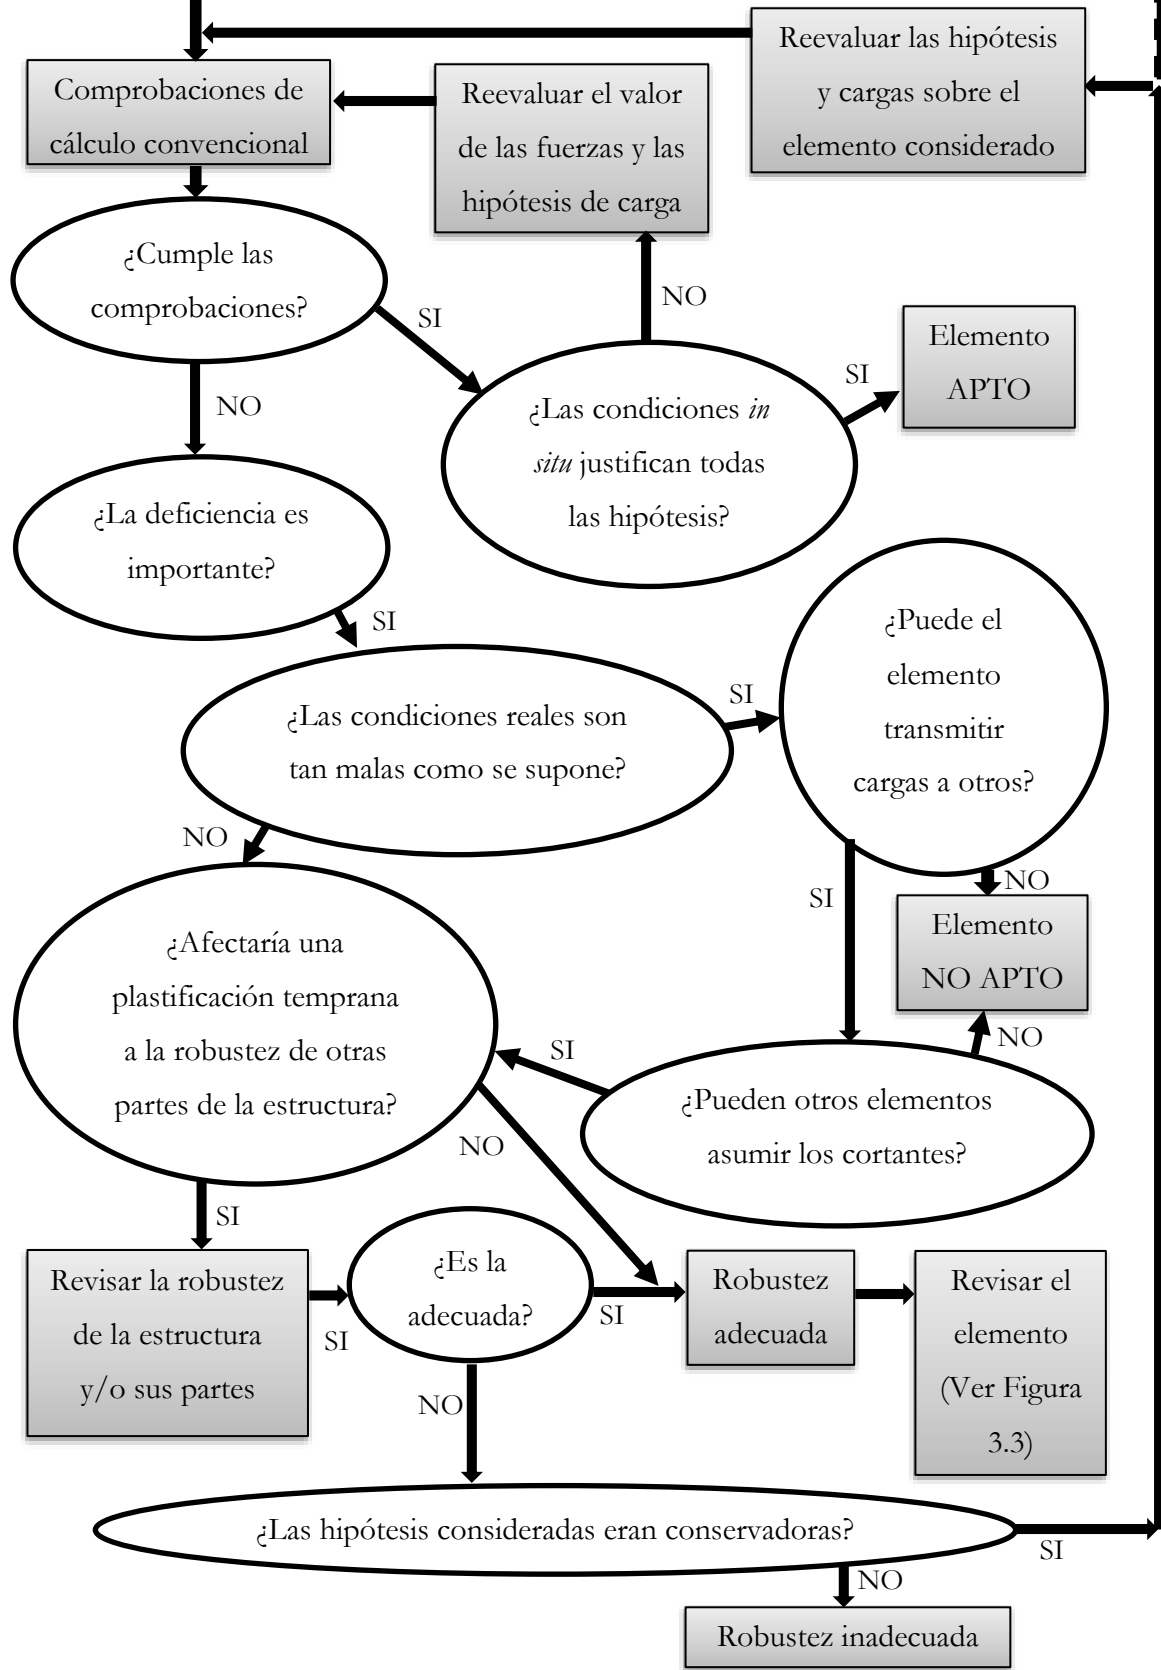 Reevaluar las hipótesis
y cargas sobre el
elemento considerado
Comprobaciones de
cálculo convencional
Reevaluar el valor
de las fuerzas y las
hipótesis de carga
¿Cumple las
comprobaciones?
SI
NO
NO
¿Las condiciones in
situ justifican todas
las hipótesis?
SI
Elemento
APTO
¿La deficiencia es
importante?
SI
¿Las condiciones reales son
tan malas como se supone?
SI
¿Puede el
elemento
transmitir
cargas a otros?
NO
SI
NO
Elemento
NO APTO
¿Afectaría una
plastificación temprana
a la robustez de otras
partes de la estructura?
SI
NO
¿Pueden otros elementos
asumir los cortantes?
NO
SI
Revisar la robustez
de la estructura
y/o sus partes
SI
¿Es la
adecuada?
SI
Robustez
adecuada
Revisar el
elemento
(Ver Figura
3.3)
NO
¿Las hipótesis consideradas eran conservadoras?
SI
NO
Robustez inadecuada